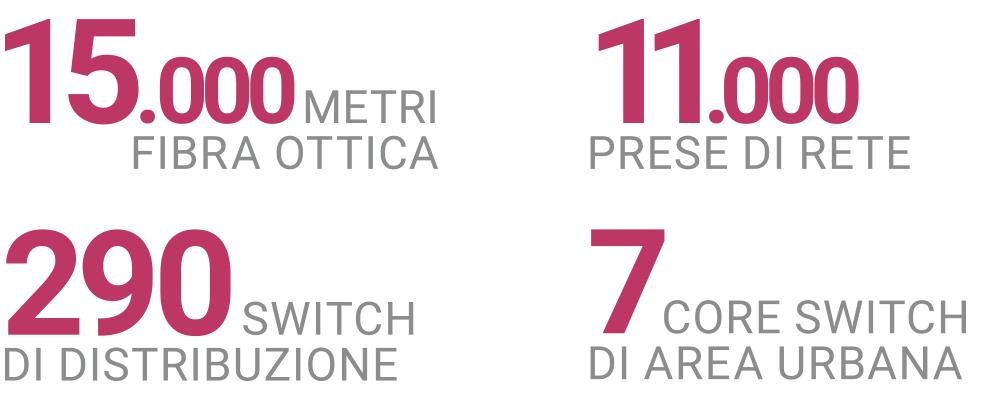 15.000 METRI
FIBRA OTTICA
11.000
PRESE DI RETE
290 SWITCH
DI DISTRIBUZIONE
7 CORE SWITCH
DI AREA URBANA